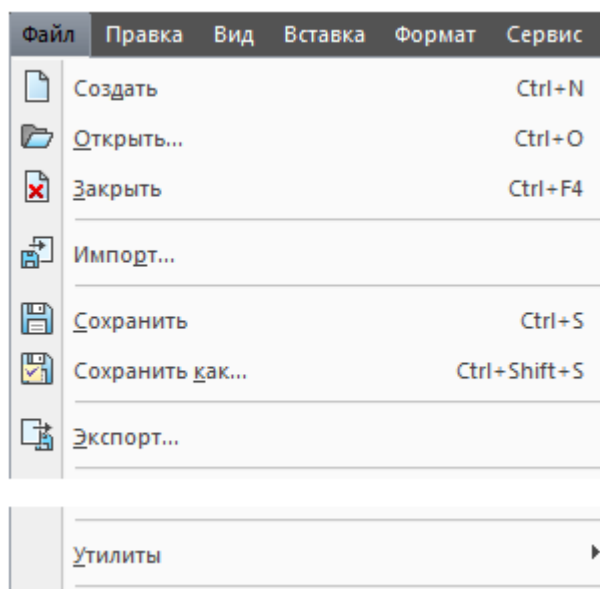 Файл Правка Вид Вставка Формат Сервис
Создать Ctrl+N
Открыть... Ctrl+O
Закрыть Ctrl+F4
Импорт...
Сохранить Ctrl+S
Сохранить как... Ctrl+Shift+S
Экспорт...
Утилиты